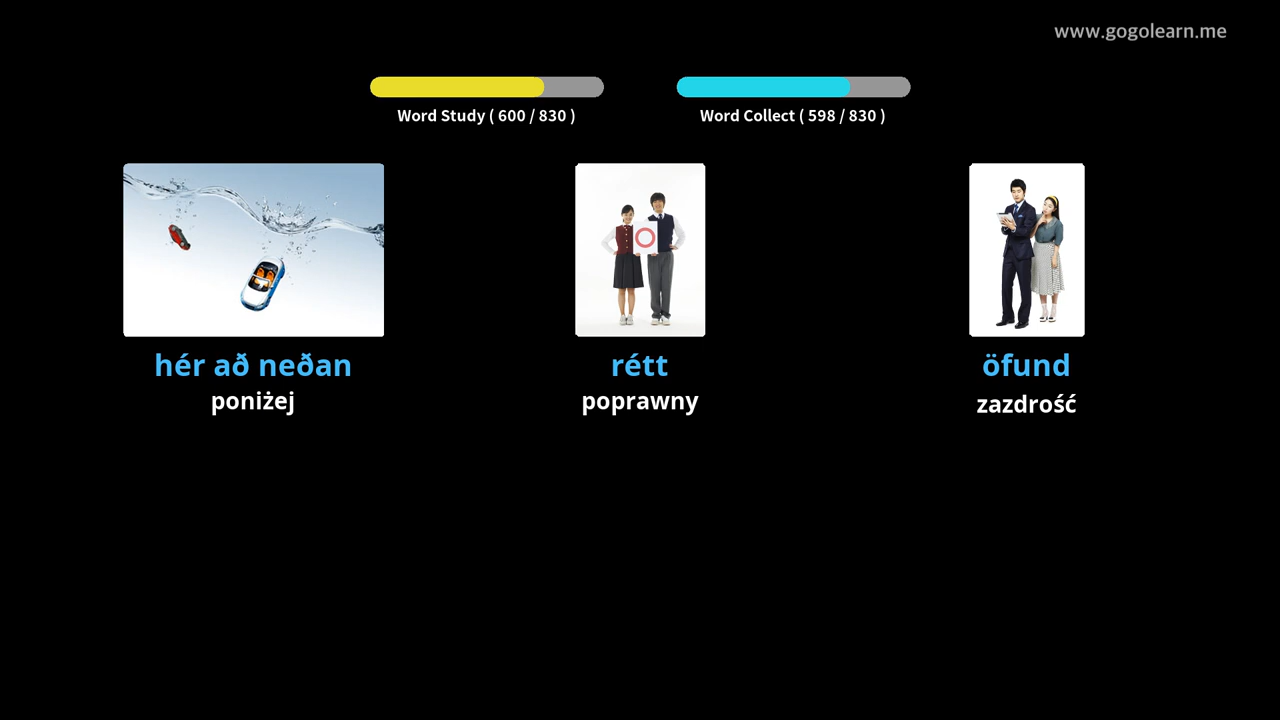 www.gogolearn.me
Word Study ( 600 / 830 )
Word Collect ( 598 / 830 )
hér að neðan
poniżej
rétt
poprawny
öfund
zazdrość